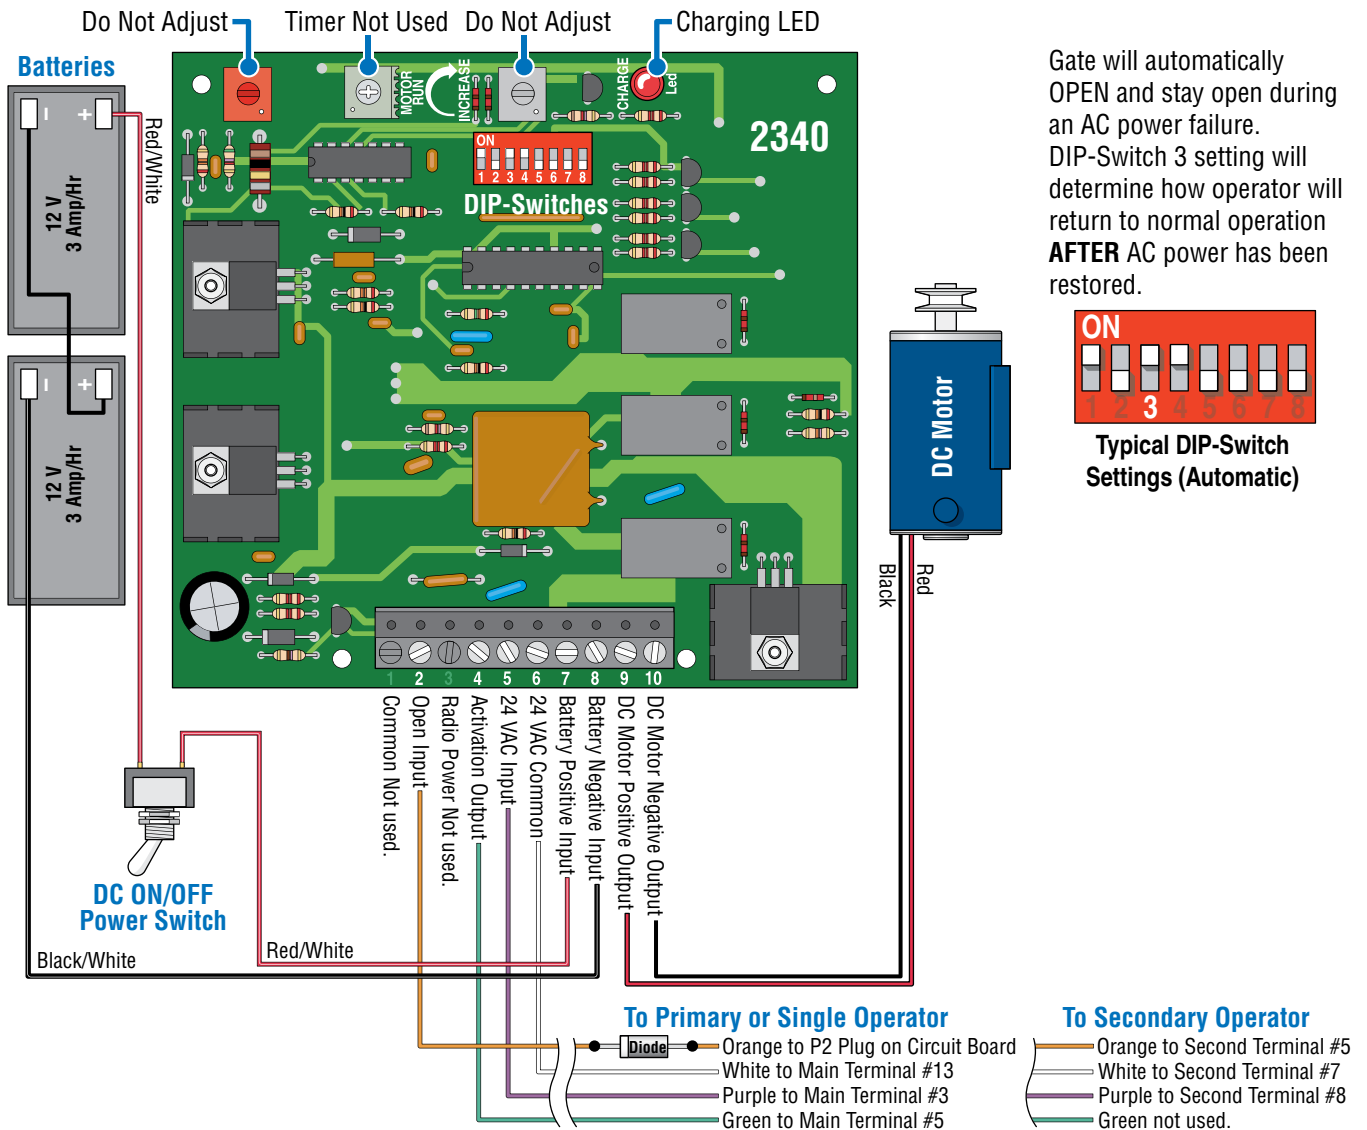 Do Not Adjust
Timer Not Used
Do Not Adjust
Charging LED
Batteries
Red/White
12 V
3 Amp/Hr
12 V
3 Amp/Hr
MOTOR
RUN
INCREASE
CHARGE
Led
2340
ON
1 2 3 4 5 6 7 8
DIP-Switches
Gate will automatically
OPEN and stay open during
an AC power failure.
DIP-Switch 3 setting will
determine how operator will
return to normal operation
AFTER AC power has been
restored.
ON
1 2 3 4 5 6 7 8
Typical DIP-Switch
Settings (Automatic)
DC Motor
Black
Red
1 2 3 4 5 6 7 8 9 10
Common Not used.
Open Input
Radio Power Not used.
Activation Output
24 VAC Input
24 VAC Common
Battery Positive Input
Battery Negative Input
DC Motor Positive Output
DC Motor Negative Output
DC ON/OFF
Power Switch
Black/White
Red/White
To Primary or Single Operator
Diode
Orange to P2 Plug on Circuit Board
White to Main Terminal #13
Purple to Main Terminal #3
Green to Main Terminal #5
To Secondary Operator
Orange to Second Terminal #5
White to Second Terminal #7
Purple to Second Terminal #8
Green not used.